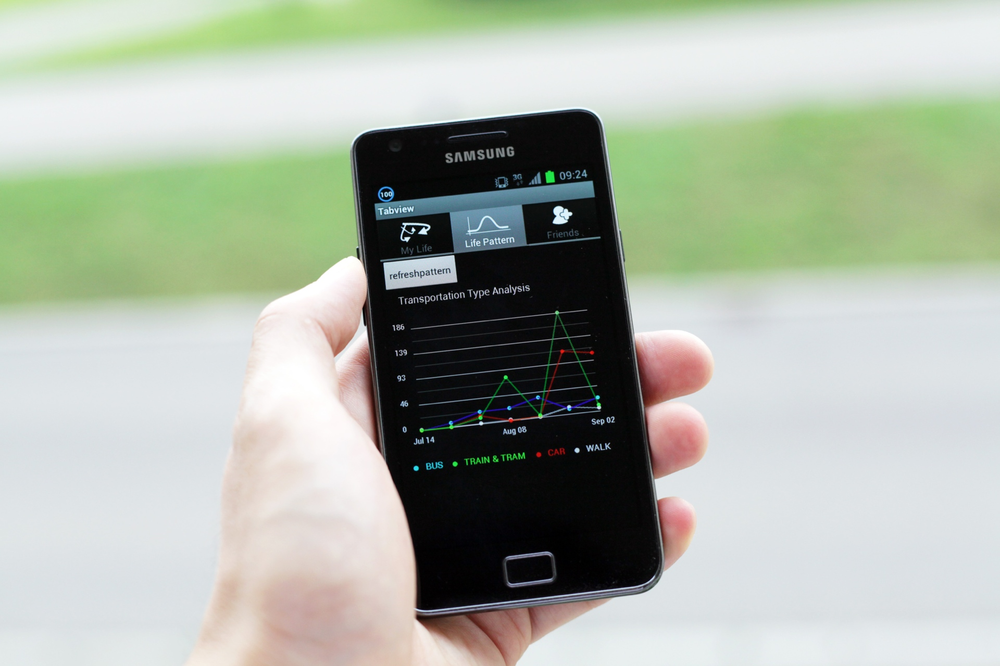 SAMSUNG
3G 09:24
100
Tabview
My Life Life Pattern Friends
refreshpattern
Transportation Type Analysis
186
139
93
46
0
Jul 14 Aug 08 Sep 02
BUS TRAIN & TRAM CAR WALK